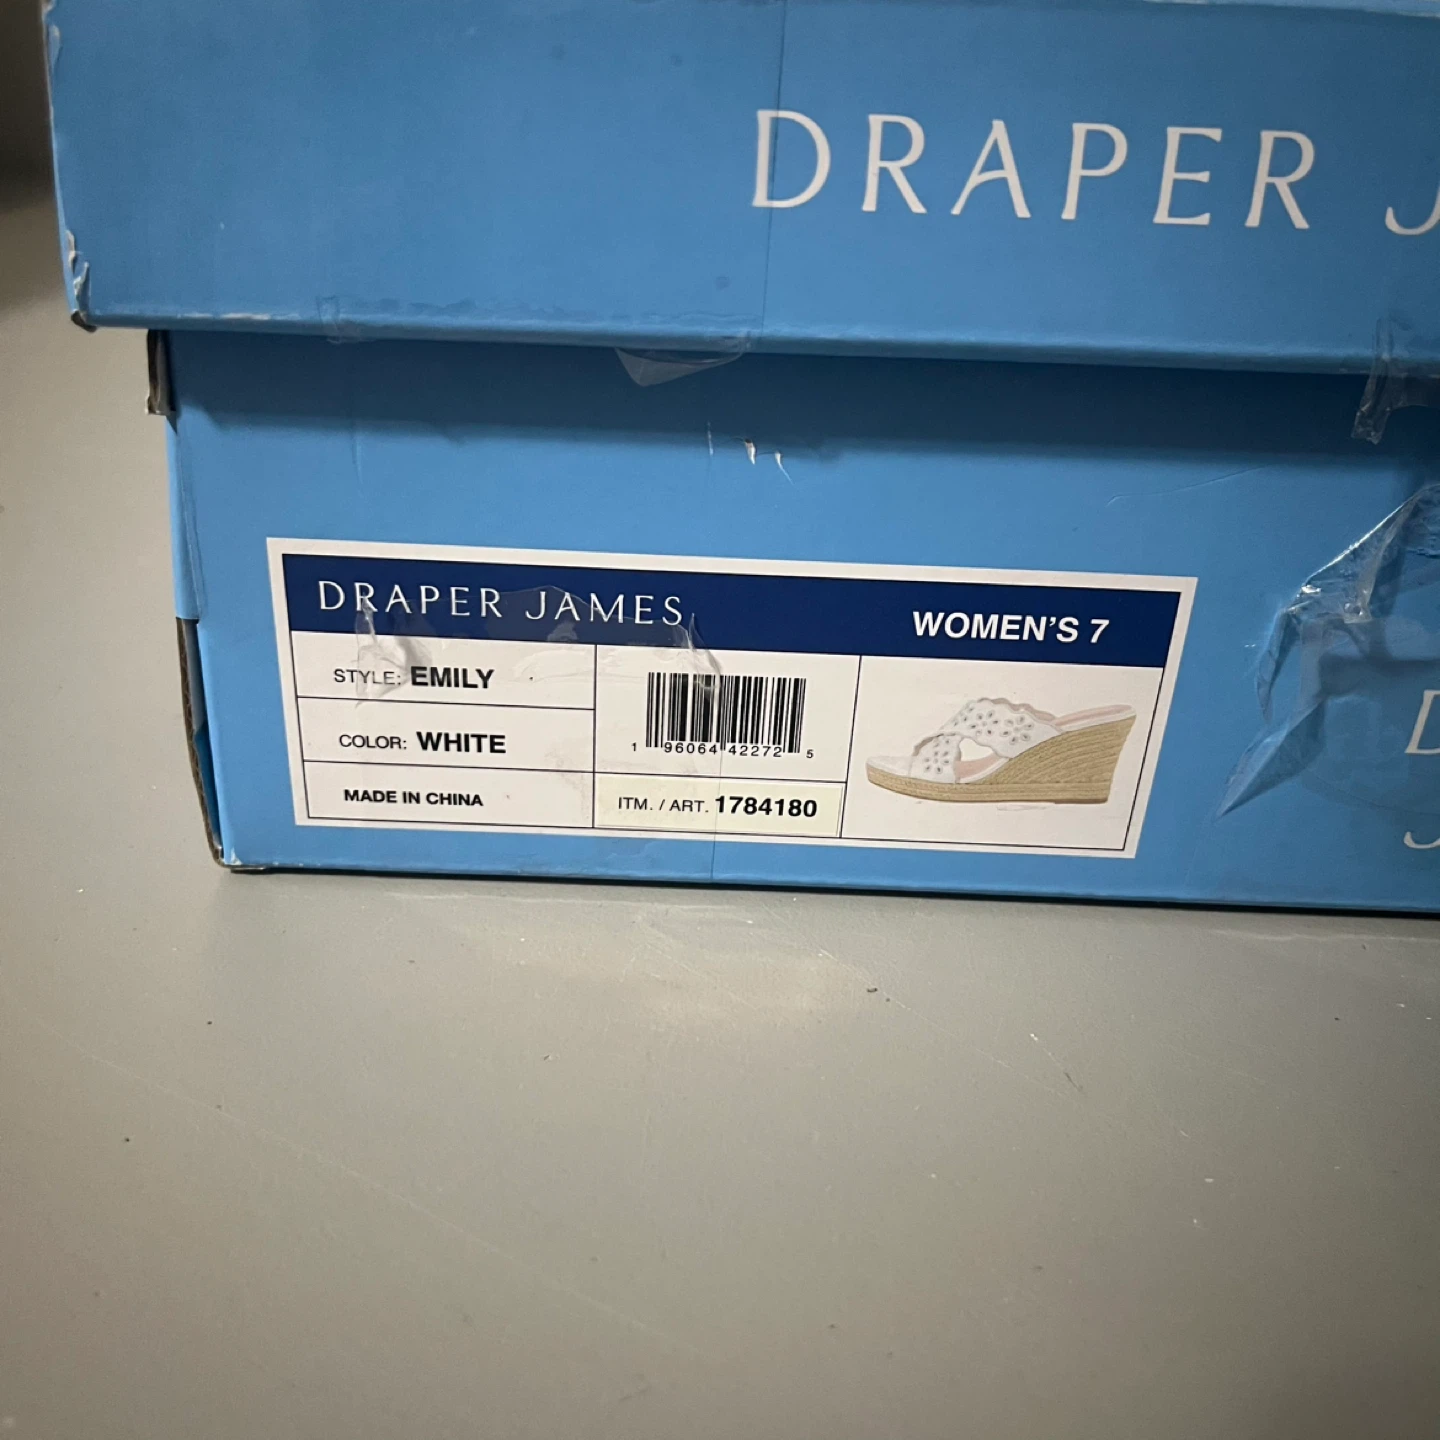 DRAPER J
DRAPER JAMES
WOMEN'S 7
STYLE: EMILY
COLOR: WHITE
MADE IN CHINA
1 96064 42272 5
ITM. / ART. 1784180
D
J